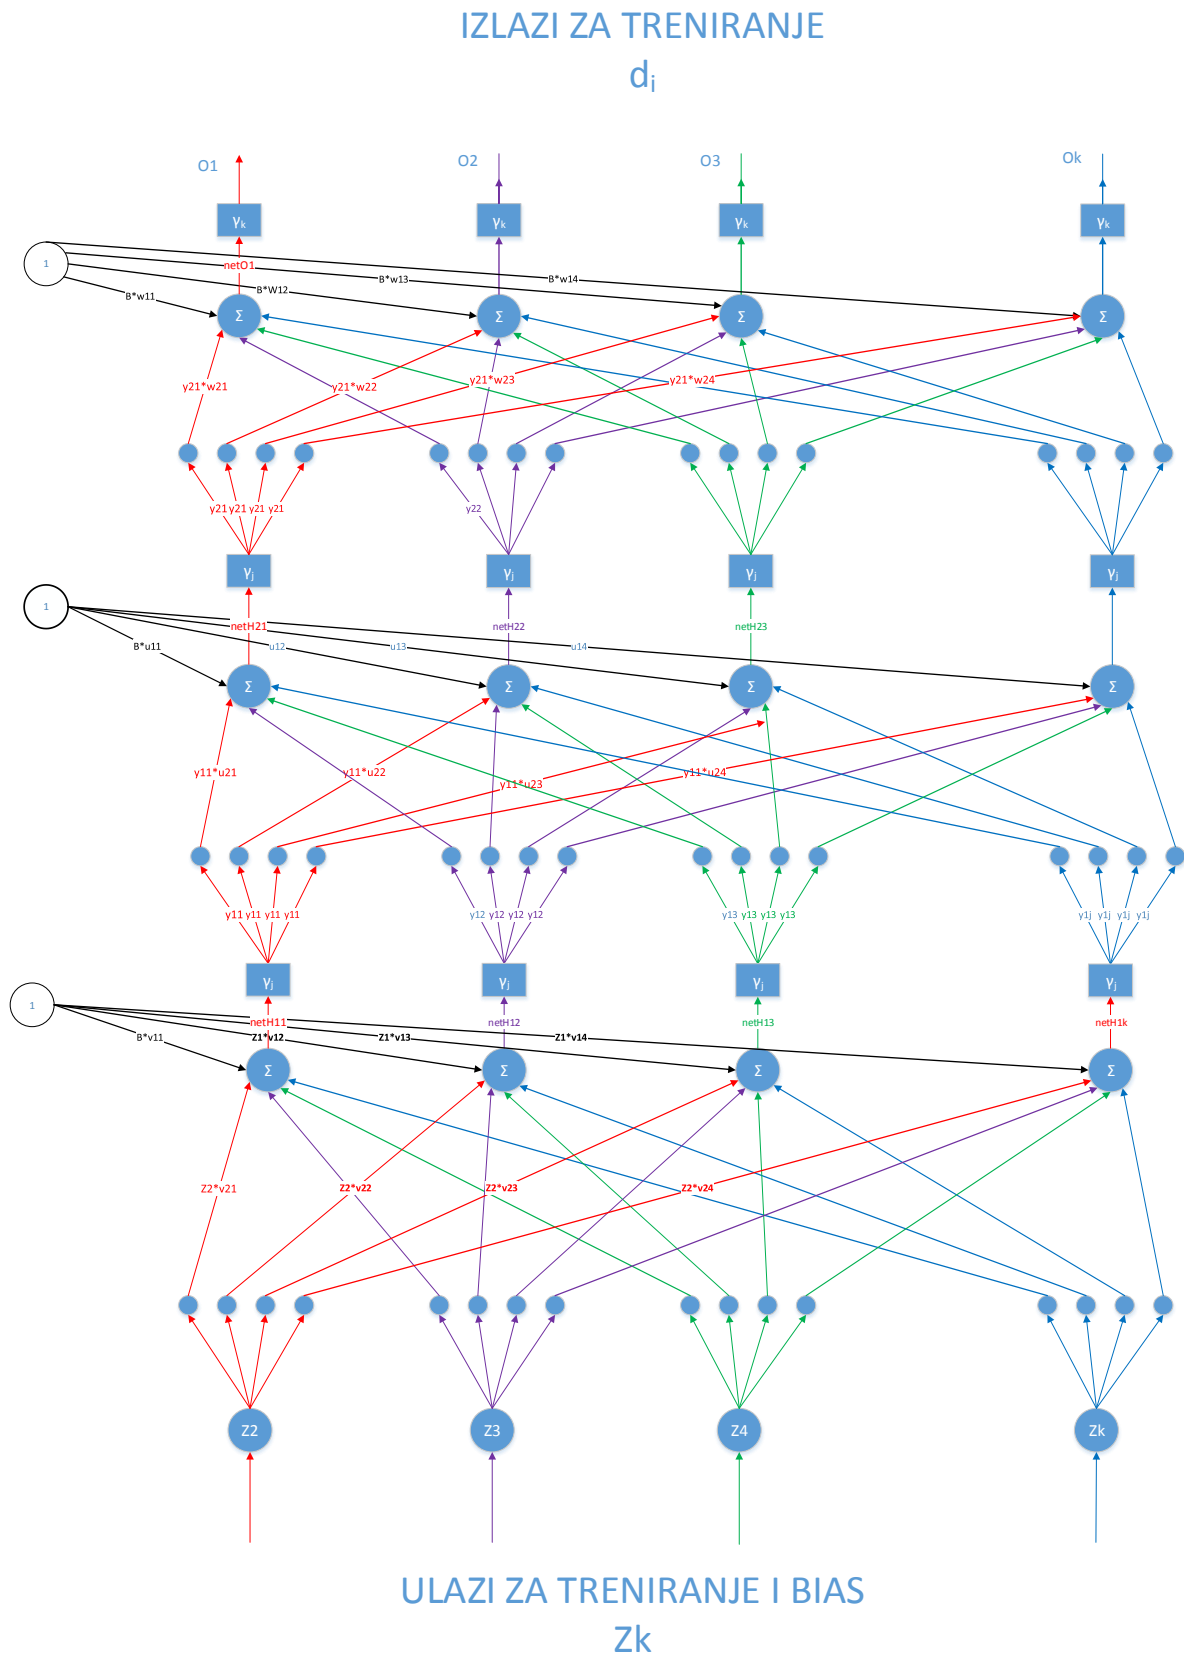 IZLAZI ZA TRENIRANJE
di
O1 O2 O3 Ok
γk γk γk γk
1
netO1
B*w13 B*w14
B*w11 B*W12
Σ Σ Σ Σ
y21*w21 y21*w22 y21*w23 y21*w24
y21 y21 y21 y21 y22
γj γj γj γj
1
netH21 netH22 netH23
B*u11 u12 u13 u14
Σ Σ Σ Σ
y11*u21 y11*u22 y11*u23 y11*u24
y11 y11 y11 y11 y12 y12 y12 y12 y13 y13 y13 y13 y1j y1j y1j y1j
γj γj γj γj
1
netH11 netH12 netH13 netH1k
B*v11 Z1*v12 Z1*v13 Z1*v14
Σ Σ Σ Σ
Z2*v21 Z2*v22 Z2*v23 Z2*v24
Z2 Z3 Z4 Zk
ULAZI ZA TRENIRANJE I BIAS
Zk